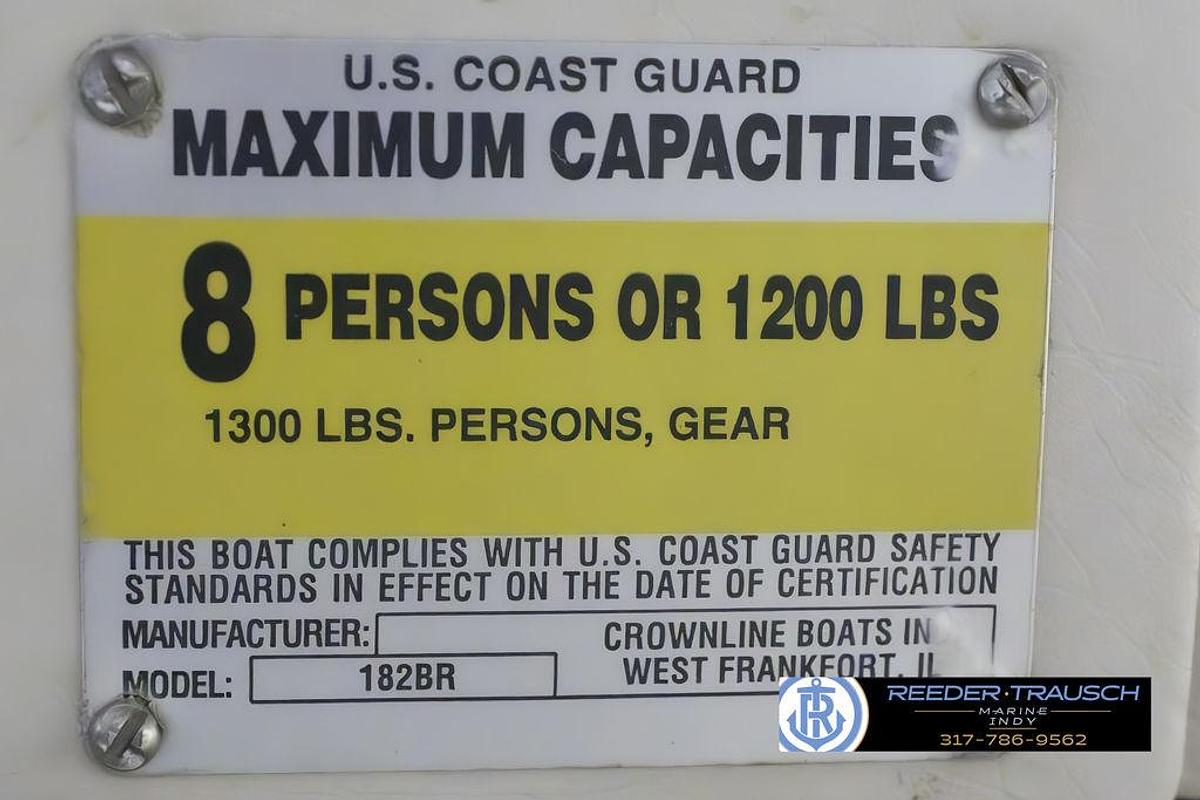 U.S. COAST GUARD
MAXIMUM CAPACITIES
8 PERSONS OR 1200 LBS
1300 LBS. PERSONS, GEAR
THIS BOAT COMPLIES WITH U.S. COAST GUARD SAFETY
STANDARDS IN EFFECT ON THE DATE OF CERTIFICATION
MANUFACTURER: CROWNLINE BOATS IN
WEST FRANKFORT, IL
MODEL: 182BR
REEDER·TRAUSCH
MARINE
INDY
317-786-9562